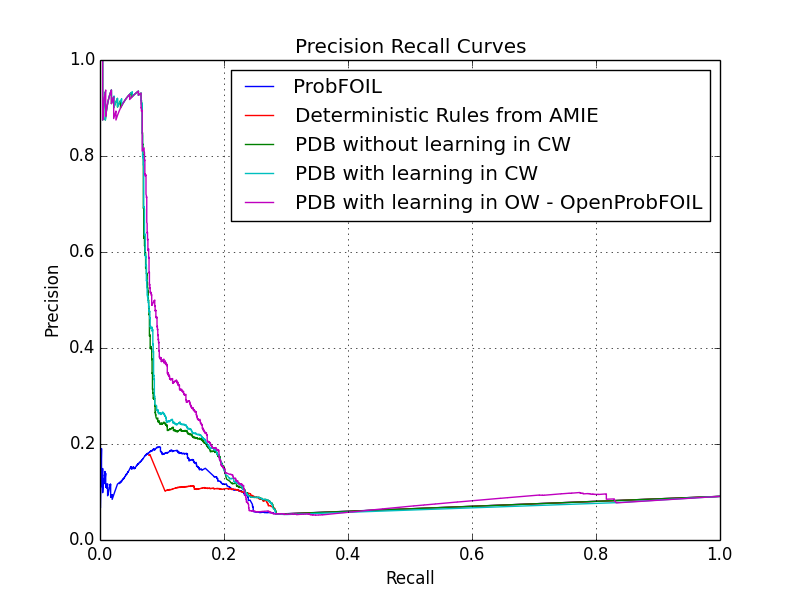 Precision Recall Curves
ProbFOIL
Deterministic Rules from AMIE
PDB without learning in CW
PDB with learning in CW
PDB with learning in OW - OpenProbFOIL
1.0
0.8
0.6
0.4
0.2
0.0
Precision
0.0 0.2 0.4 0.6 0.8 1.0
Recall